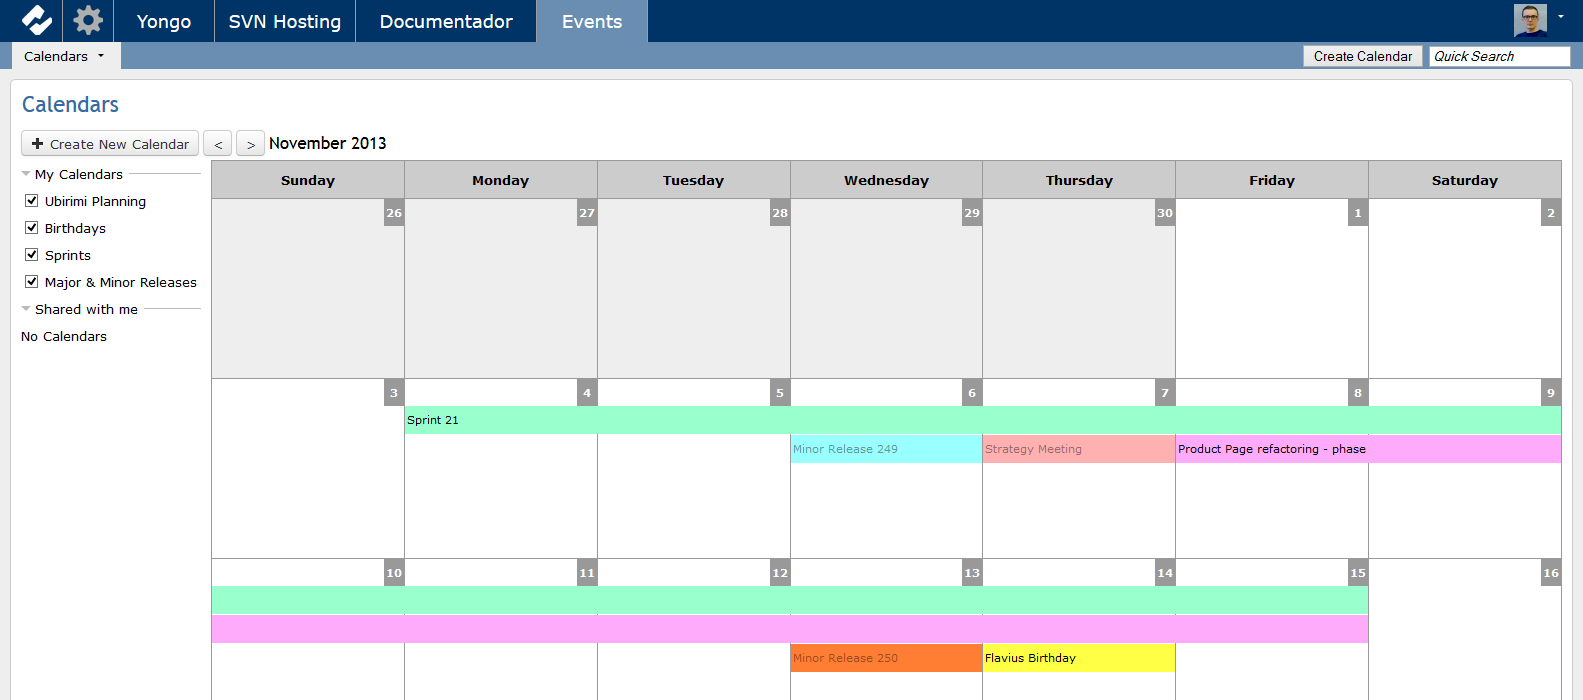 Yongo SVN Hosting Documentador Events
Calendars Create Calendar Quick Search
Calendars
Create New Calendar < > November 2013
My Calendars
Ubirimi Planning
Birthdays
Sprints
Major & Minor Releases
Shared with me
No Calendars
Sunday Monday Tuesday Wednesday Thursday Friday Saturday
26 27 28 29 30 1 2
3 4 5 6 7 8 9
Sprint 21
Minor Release 249 Strategy Meeting Product Page refactoring - phase
10 11 12 13 14 15 16
Minor Release 250 Flavius Birthday